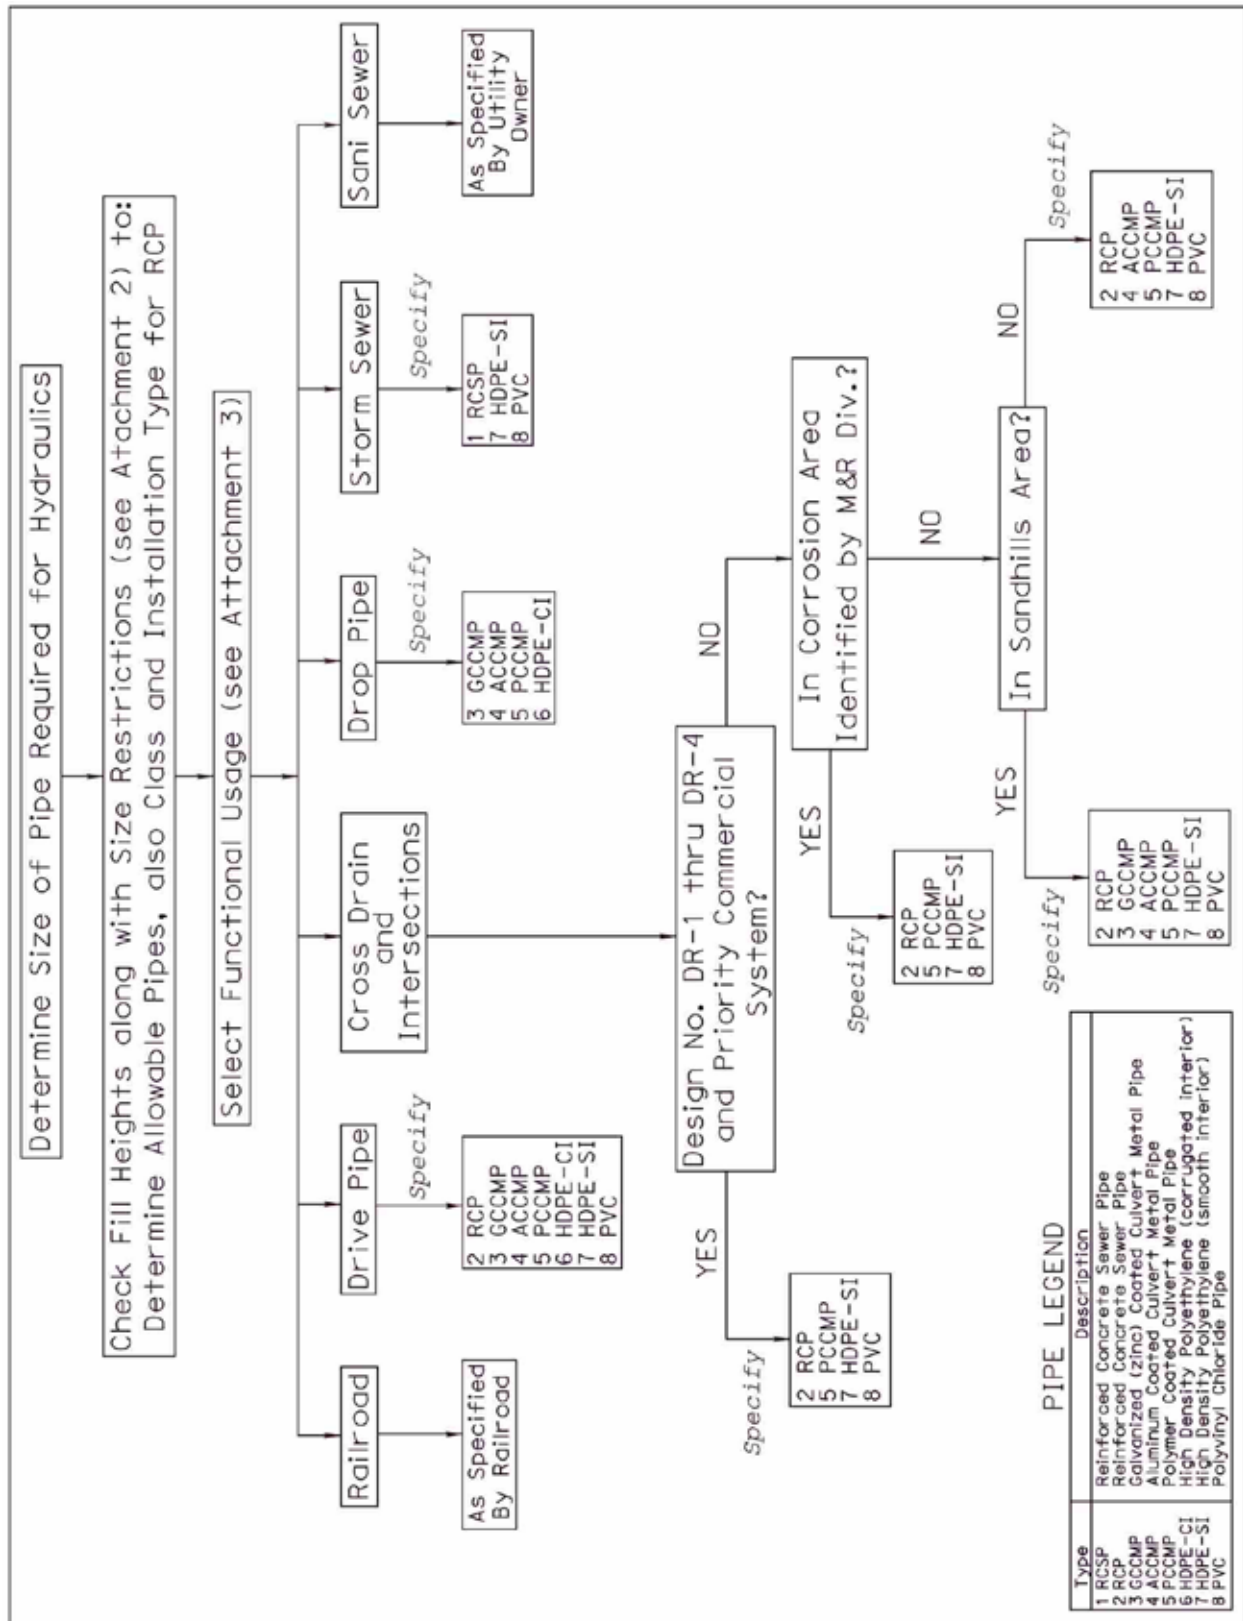 Determine Size of Pipe Required for Hydraulics
Check Fill Heights along with Size Restrictions (see Attachment 2) to:
Determine Allowable Pipes, also Class and Installation Type for RCP
Select Functional Usage (see Attachment 3)
Railroad
As Specified
By Railroad
Drive Pipe
Specify
2 RCP
3 GCCMP
4 ACCMP
5 PCCMP
6 HDPE-CI
7 HDPE-SI
8 PVC
Cross Drain
and
Intersections
Drop Pipe
Specify
3 GCCMP
4 ACCMP
5 PCCMP
6 HDPE-CI
Storm Sewer
Specify
1 RCSP
7 HDPE-SI
8 PVC
Sani Sewer
As Specified
By Utility
Owner
Design No. DR-1 thru DR-4
and Priority Commercial
System?
YES
Specify
2 RCP
5 PCCMP
7 HDPE-SI
8 PVC
NO
In Corrosion Area
Identified by M&R Div.?
YES
Specify
2 RCP
5 PCCMP
7 HDPE-SI
8 PVC
NO
In Sandhills Area?
YES
Specify
2 RCP
3 GCCMP
4 ACCMP
5 PCCMP
7 HDPE-SI
8 PVC
NO
Specify
2 RCP
4 ACCMP
5 PCCMP
7 HDPE-SI
8 PVC
PIPE LEGEND
Type Description
1 RCSP Reinforced Concrete Sewer Pipe
2 RCP Reinforced Concrete Sewer Pipe
3 GCCMP Galvanized (zinc) Coated Culvert Metal Pipe
4 ACCMP Aluminum Coated Culvert Metal Pipe
5 PCCMP Polymer Coated Culvert Metal Pipe
6 HDPE-CI High Density Polyethylene (corrugated interior)
7 HDPE-SI High Density Polyethylene (smooth interior)
8 PVC Polyvinyl Chloride Pipe